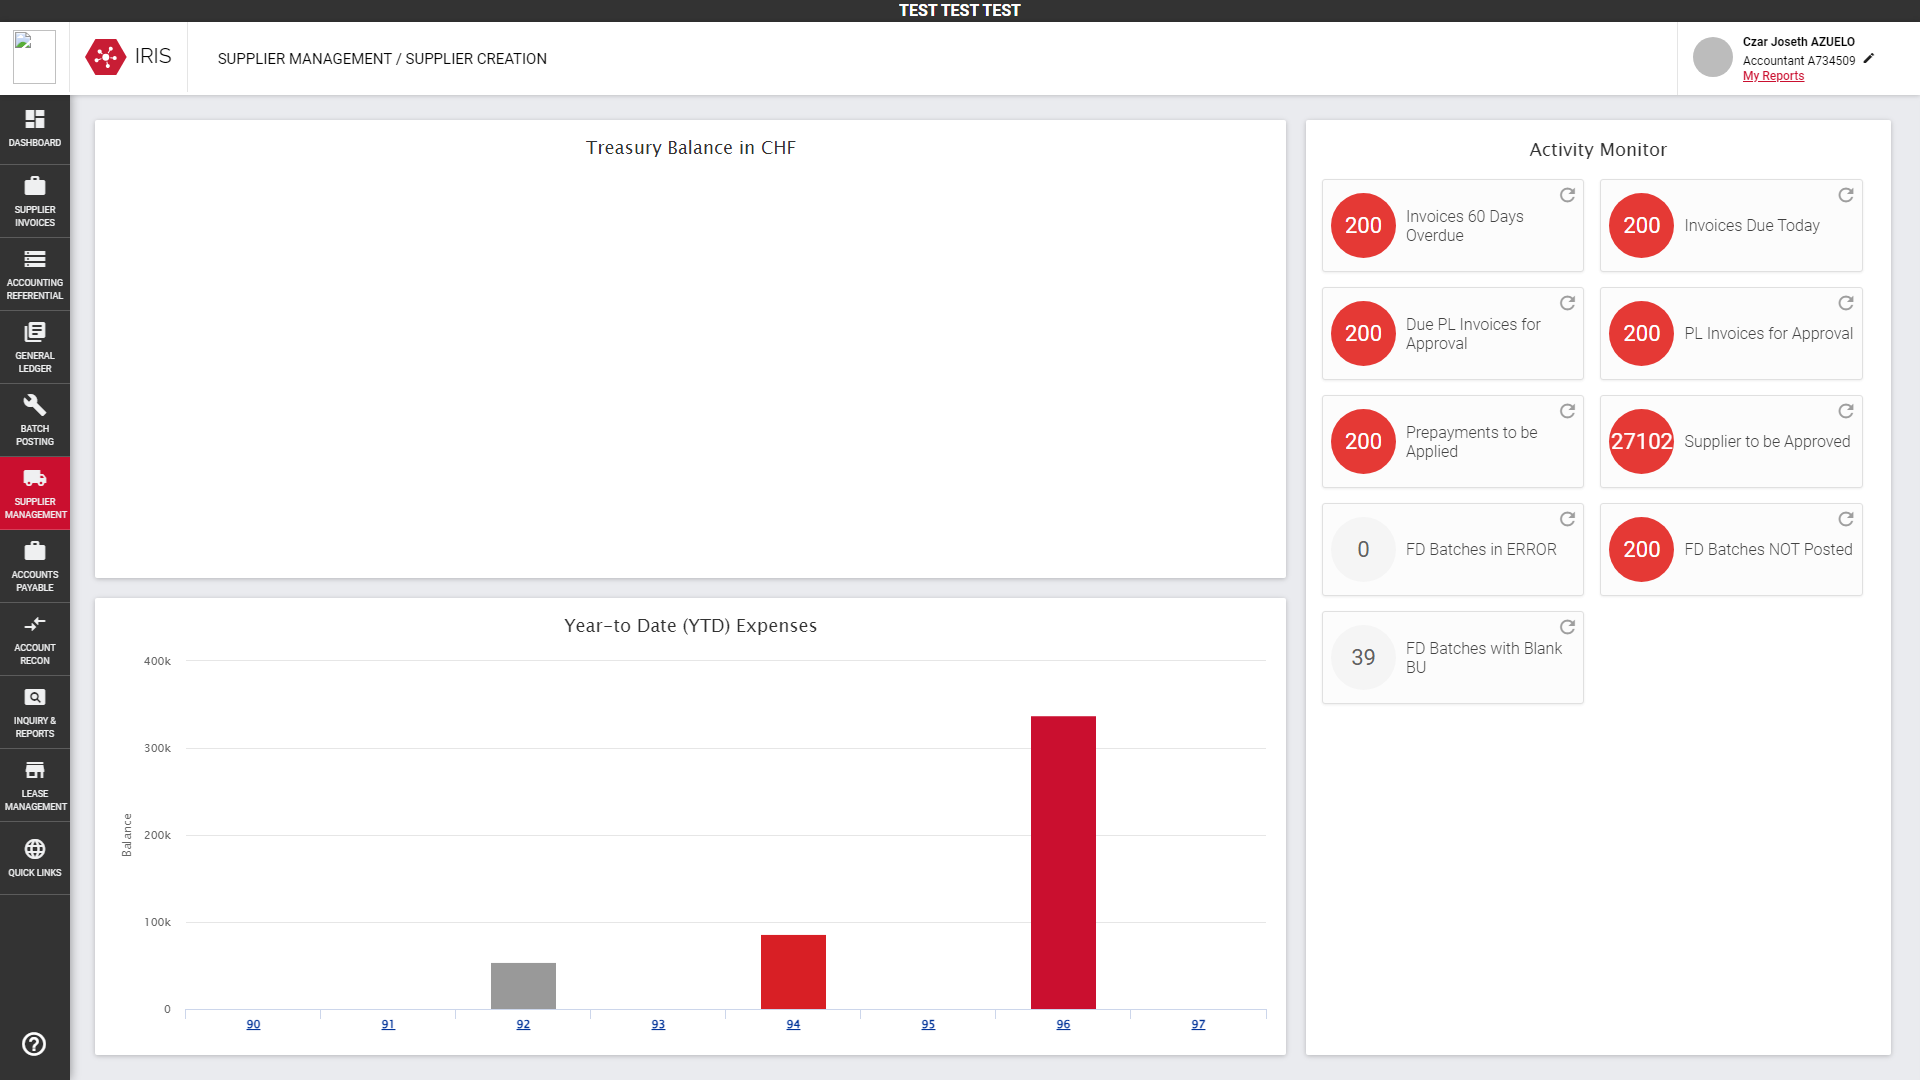 TEST TEST TEST
IRIS
SUPPLIER MANAGEMENT / SUPPLIER CREATION
Czar Joseth AZUELO
Accountant A734509
My Reports
DASHBOARD
SUPPLIER
INVOICES
ACCOUNTING
REFERENTIAL
GENERAL
LEDGER
BATCH
POSTING
SUPPLIER
MANAGEMENT
ACCOUNTS
PAYABLE
ACCOUNT
RECON
INQUIRY &
REPORTS
LEASE
MANAGEMENT
QUICK LINKS
Treasury Balance in CHF
Year-to Date (YTD) Expenses
Balance
400k
300k
200k
100k
0
90 91 92 93 94 95 96 97
Activity Monitor
200 Invoices 60 Days
Overdue
200 Invoices Due Today
200 Due PL Invoices for
Approval
200 PL Invoices for Approval
200 Prepayments to be
Applied
27102 Supplier to be Approved
0 FD Batches in ERROR
200 FD Batches NOT Posted
39 FD Batches with Blank
BU